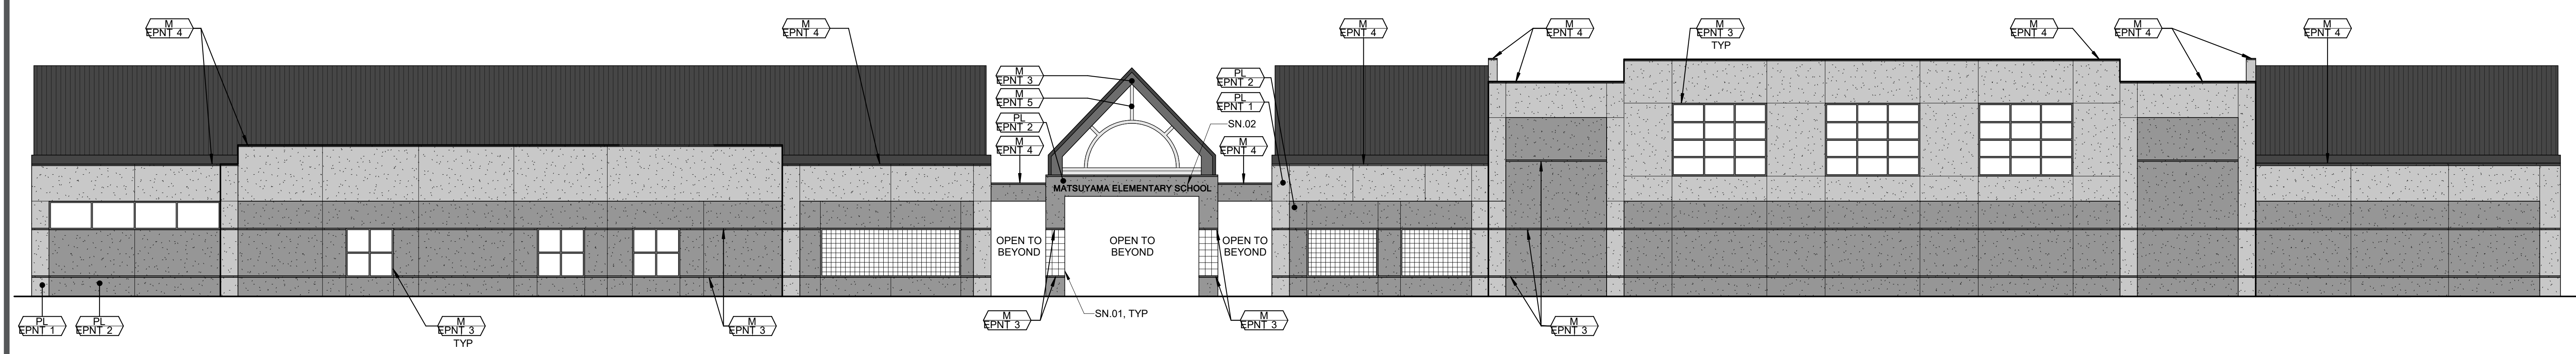 M
EPNT 4
M
EPNT 4
M
EPNT 4
M
EPNT 4
M
EPNT 3
TYP
M
EPNT 4
M
EPNT 4
M
EPNT 4
M
EPNT 3
M
EPNT 5
PL
EPNT 2
M
EPNT 4
PL
EPNT 2
PL
EPNT 1
SN.02
M
EPNT 4
MATSUYAMA ELEMENTARY SCHOOL
OPEN TO
BEYOND
OPEN TO
BEYOND
OPEN TO
BEYOND
PL
EPNT 1
PL
EPNT 2
M
EPNT 3
TYP
M
EPNT 3
M
EPNT 3
SN.01, TYP
M
EPNT 3
M
EPNT 3